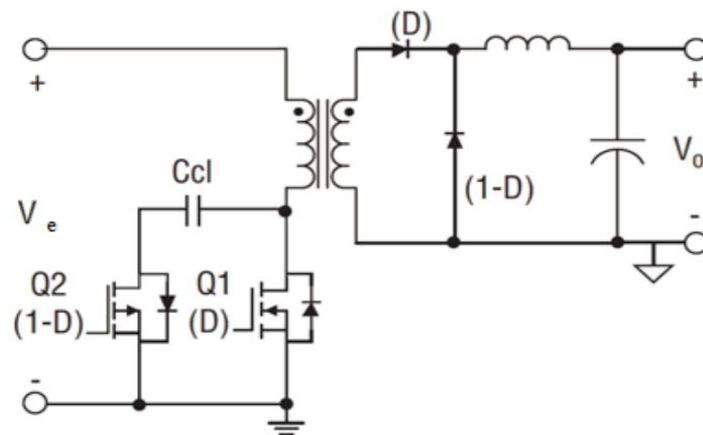 (D)
+
+
Ccl
V e
(1-D)
V o
Q2
(1-D)
Q1
(D)
-
-